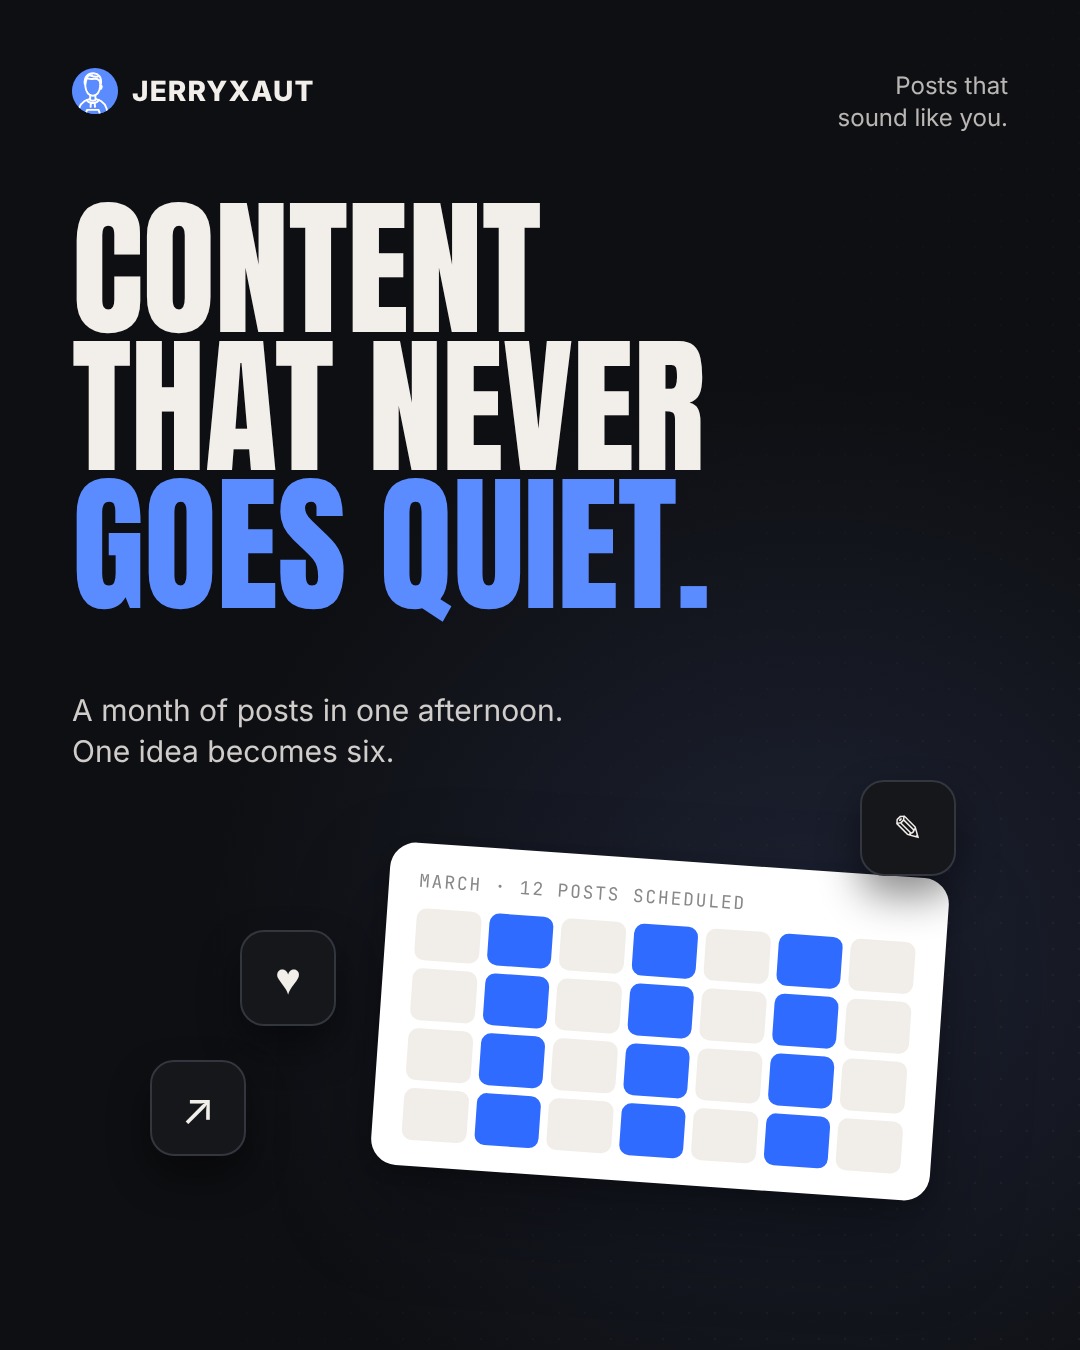 JERRYXAUT
Posts that
sound like you.
CONTENT
THAT NEVER
GOES QUIET.
A month of posts in one afternoon.
One idea becomes six.
MARCH · 12 POSTS SCHEDULED